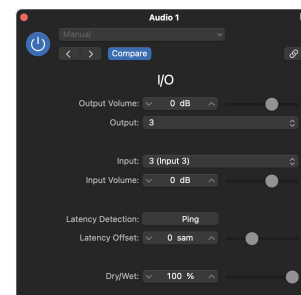 Audio 1
Manual
Compare
I/O
Output Volume: 0 dB
Output: 3
Input: 3 (Input 3)
Input Volume: 0 dB
Latency Detection: Ping
Latency Offset: 0 sam
Dry/Wet: 100 %